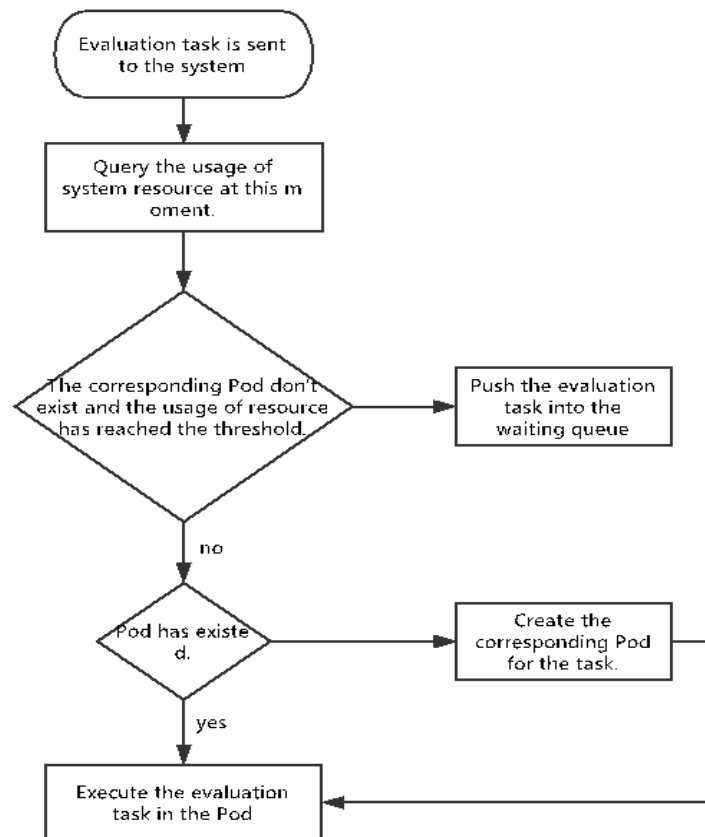 Evaluation task is sent
to the system
Query the usage of
system resource at this m
oment.
The corresponding Pod don't
exist and the usage of resource
has reached the threshold.
Push the evaluation
task into the
waiting queue
no
Pod has existe
d.
Create the
corresponding Pod
for the task.
yes
Execute the evaluation
task in the Pod